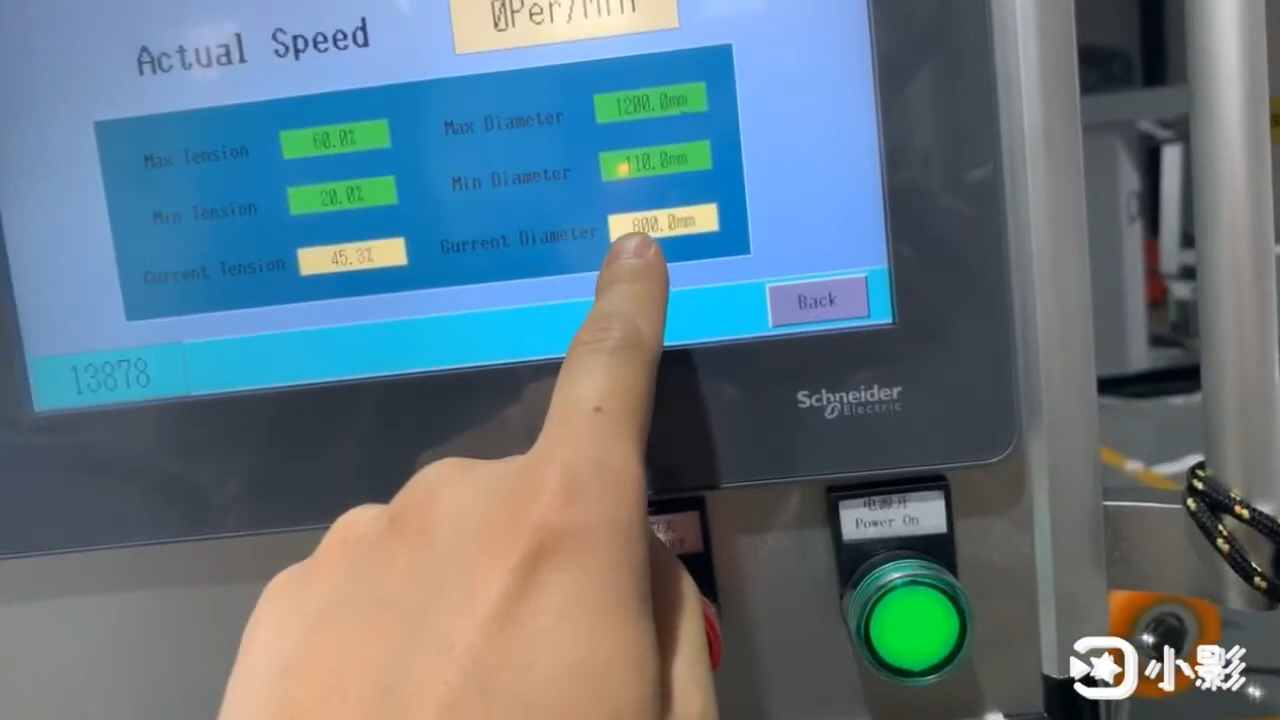 0Per/Min
Actual Speed
Max Tension 60.0% Max Diameter 1200.0mm
Min Tension 20.0% Min Diameter 110.0mm
Current Tension 45.3% Current Diameter 800.0mm
Back
13878
Schneider
Electric
电源开
Power On
小影